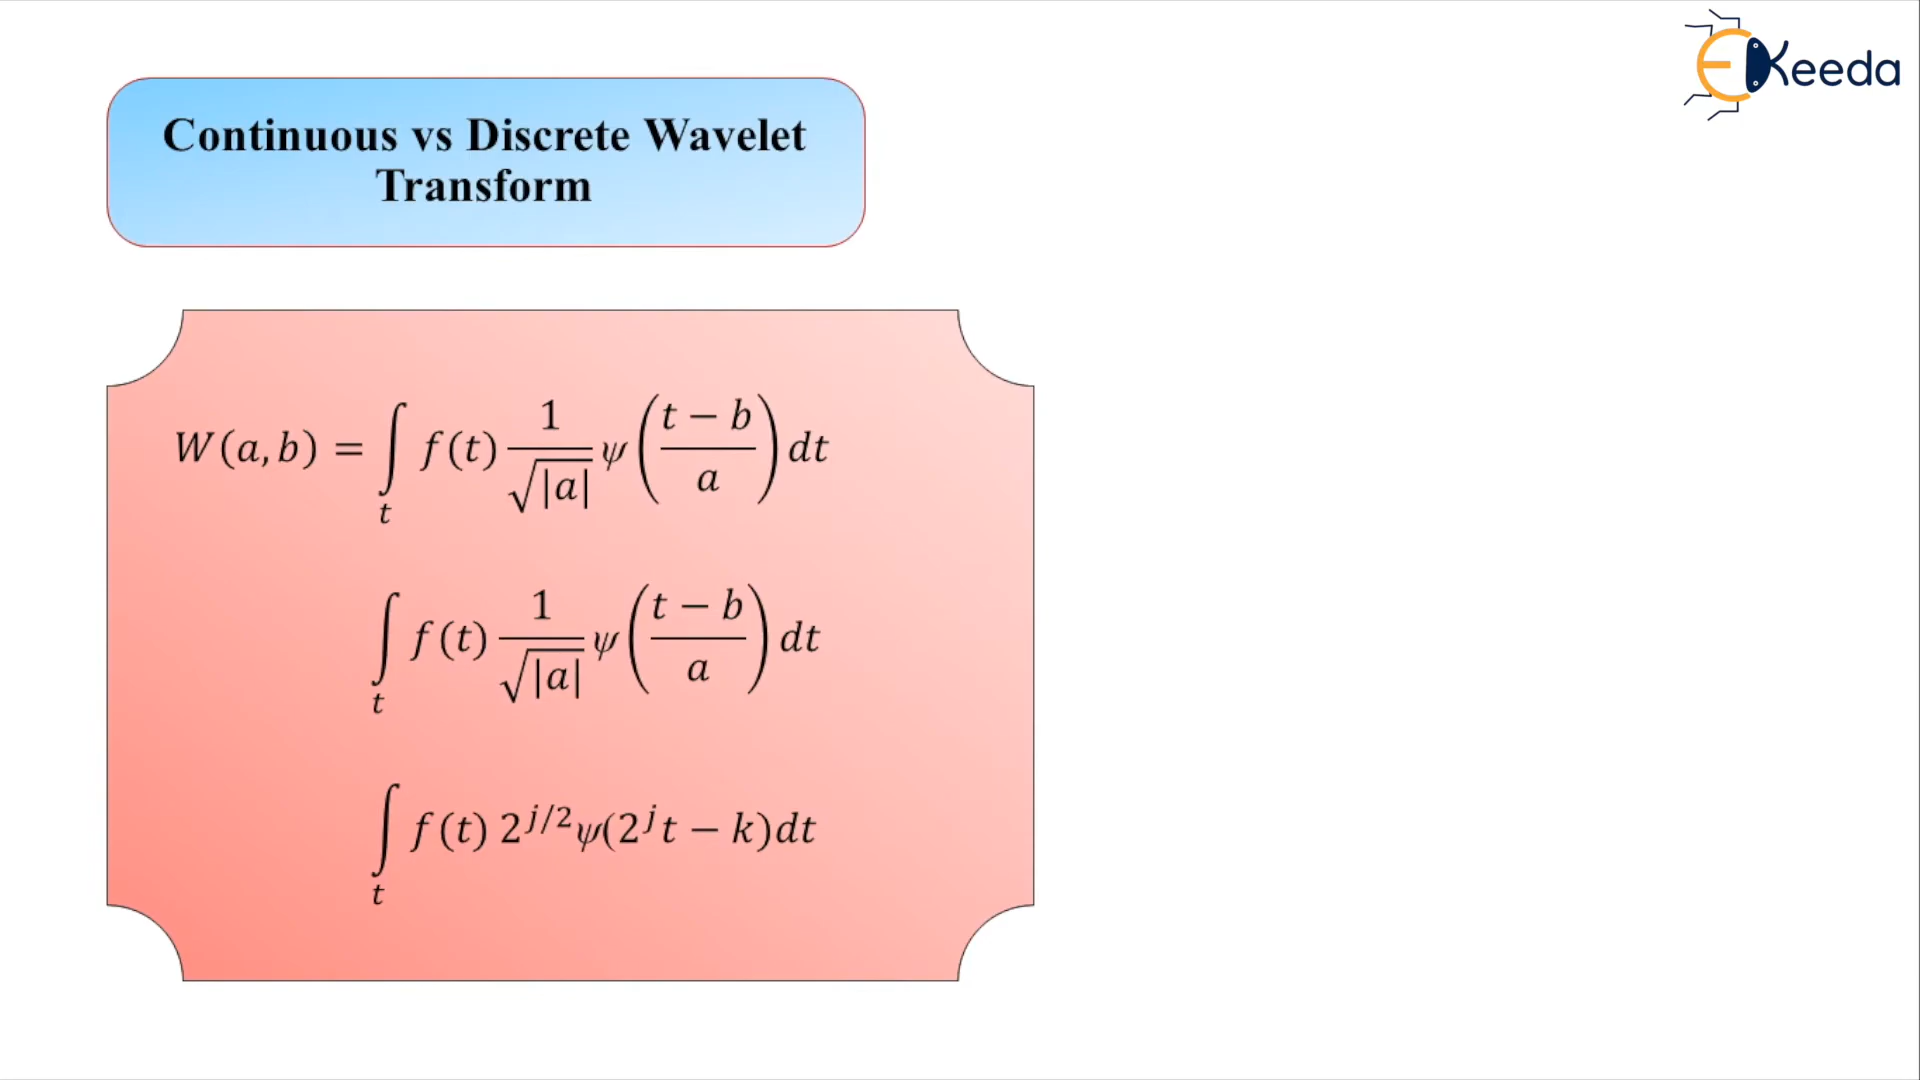 EKeeda
Continuous vs Discrete Wavelet
Transform
W(a,b) = ∫_t f(t) 1/√|a| ψ((t − b)/a) dt
∫_t f(t) 1/√|a| ψ((t − b)/a) dt
∫_t f(t) 2^{j/2} ψ(2^j t − k)dt